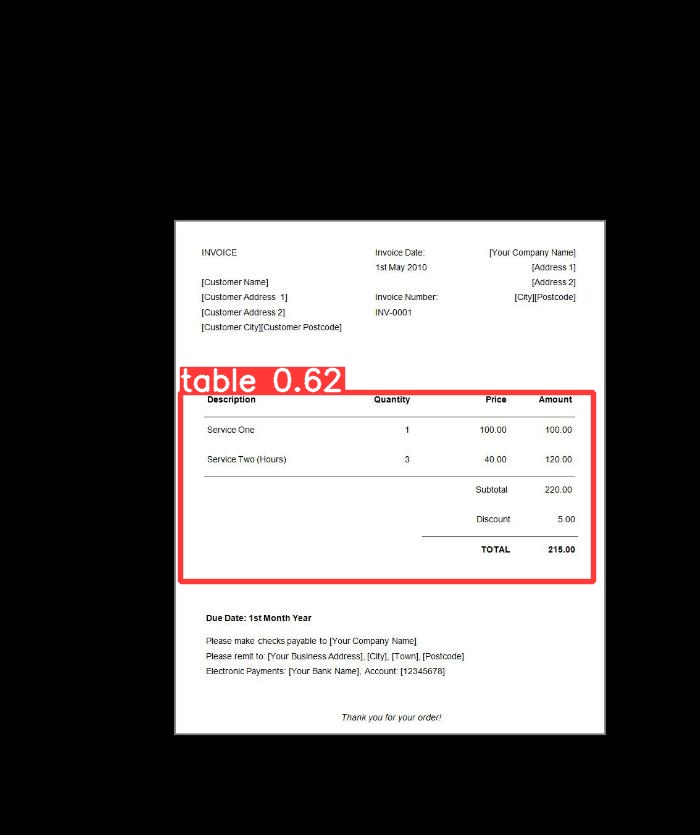 INVOICE
Invoice Date:
[Your Company Name]
1st May 2010
[Address 1]
[Customer Name]
[Address 2]
[Customer Address  1]
Invoice Number:
[City][Postcode]
[Customer Address 2]
INV-0001
[Customer City][Customer Postcode]
table 0.62
Description Quantity Price Amount
Service One 1 100.00 100.00
Service Two (Hours) 3 40.00 120.00
Subtotal 220.00
Discount 5.00
TOTAL 215.00
Due Date: 1st Month Year
Please make checks payable to [Your Company Name]
Please remit to: [Your Business Address], [City], [Town], [Postcode]
Electronic Payments: [Your Bank Name], Account: [12345678]
Thank you for your order!